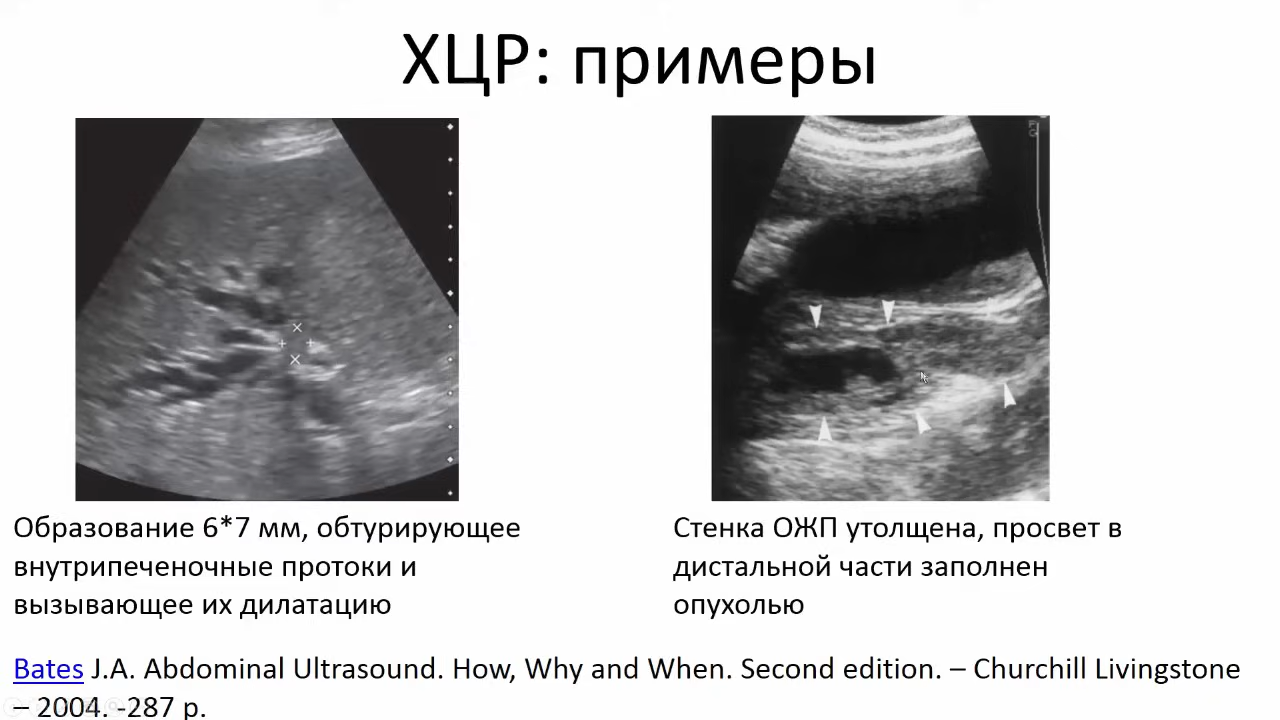 ХЦР: примеры
Образование 6*7 мм, обтурирующее
внутрипеченочные протоки и
вызывающее их дилатацию
Стенка ОЖП утолщена, просвет в
дистальной части заполнен
опухолью
Bates J.A. Abdominal Ultrasound. How, Why and When. Second edition. – Churchill Livingstone
– 2004. -287 p.